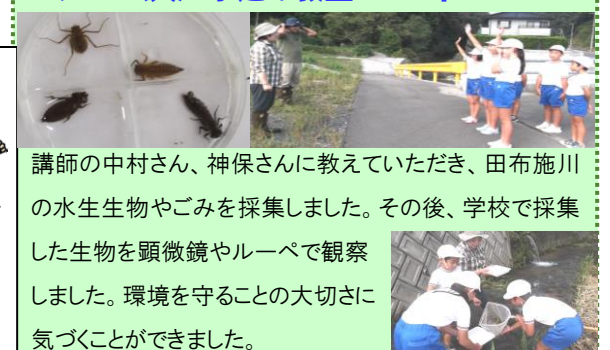 講師の中村さん、神保さんに教えていただき、田布施川
の水生生物やごみを採集しました。その後、学校で採集
した生物を顕微鏡やルーペで観察
しました。環境を守ることの大切さに
気づくことができました。